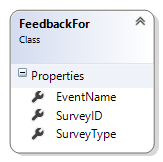 FeedbackFor
Class
Properties
EventName
SurveyID
SurveyType